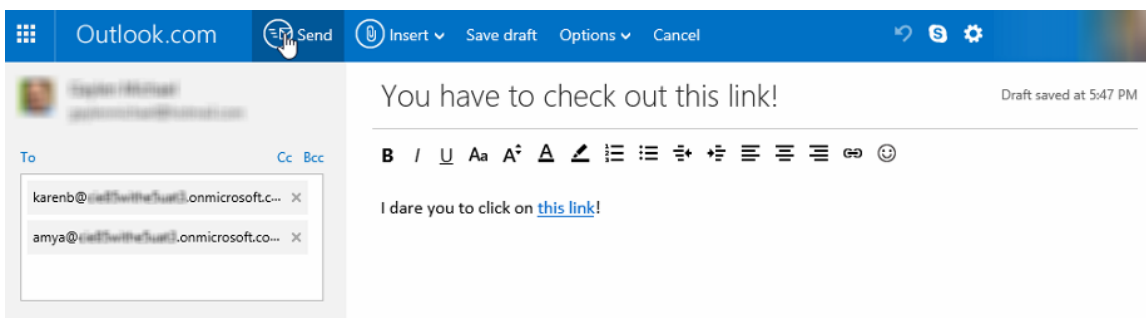 Outlook.com Send Insert Save draft Options Cancel
You have to check out this link!
Draft saved at 5:47 PM
To Cc Bcc
B I U Aa A A
karenb@ .onmicrosoft.c...
I dare you to click on this link!
amya@ .onmicrosoft.co...